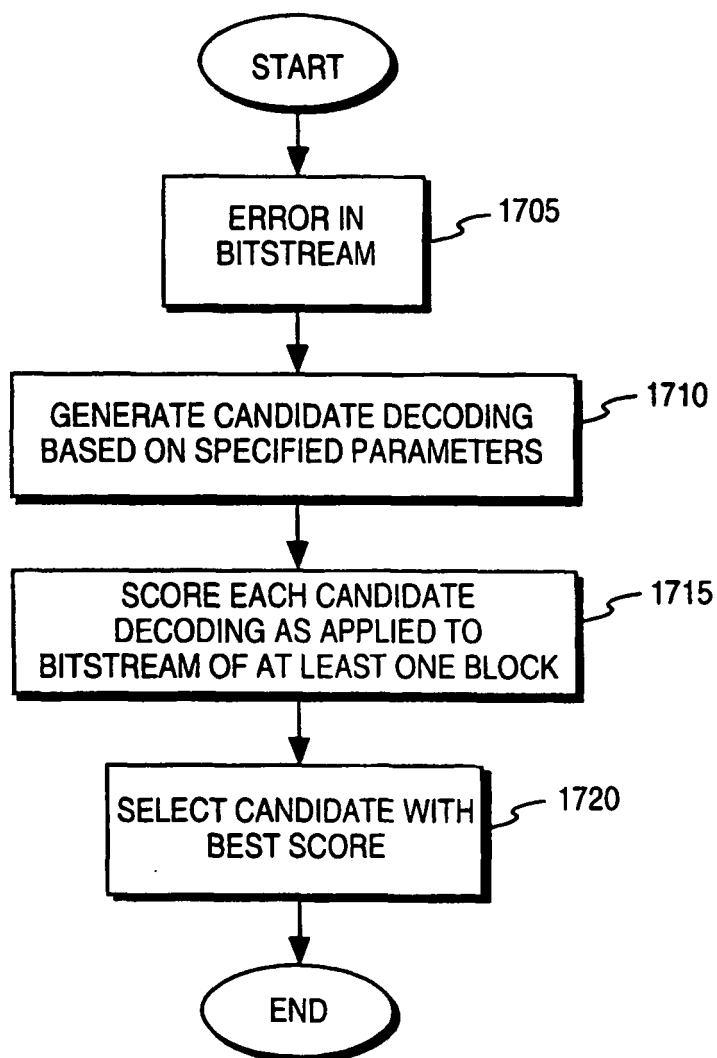 START
ERROR IN
BITSTREAM
1705
GENERATE CANDIDATE DECODING
BASED ON SPECIFIED PARAMETERS
1710
SCORE EACH CANDIDATE
DECODING AS APPLIED TO
BITSTREAM OF AT LEAST ONE BLOCK
1715
SELECT CANDIDATE WITH
BEST SCORE
1720
END